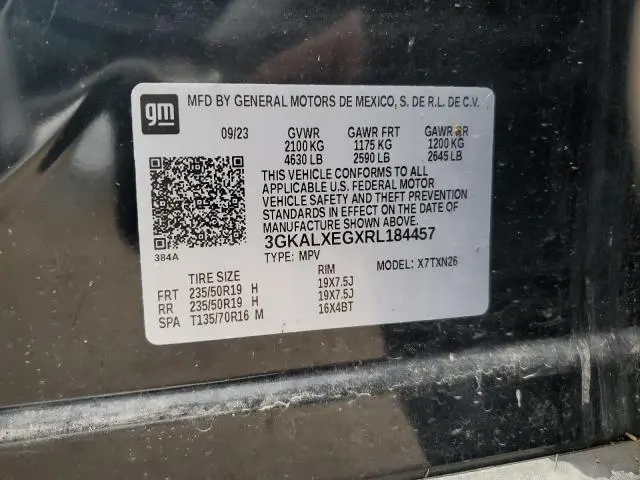 gm MFD BY GENERAL MOTORS DE MEXICO, S. DE R.L. DE C.V.
09/23 GVWR GAWR FRT GAWR RR
2100 KG 1175 KG 1200 KG
4630 LB 2590 LB 2645 LB
THIS VEHICLE CONFORMS TO ALL
APPLICABLE U.S. FEDERAL MOTOR
VEHICLE SAFETY AND THEFT PREVENTION
STANDARDS IN EFFECT ON THE DATE OF
MANUFACTURE SHOWN ABOVE.
384A 3GKALXEGXRL184457
TYPE: MPV MODEL: X7TXN26
TIRE SIZE RIM
FRT 235/50R19 H 19X7.5J
RR 235/50R19 H 19X7.5J
SPA T135/70R16 M 16X4BT